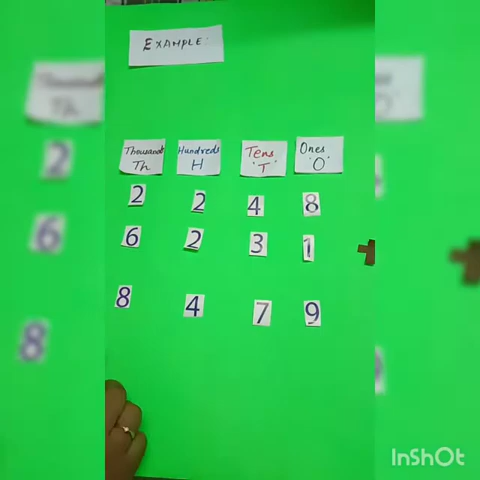 EXAMPLE:
Thousands Hundreds Tens Ones
Th H 'T' 'O'
2 2 4 8
6 2 3 1 +
8 4 7 9
InShOt